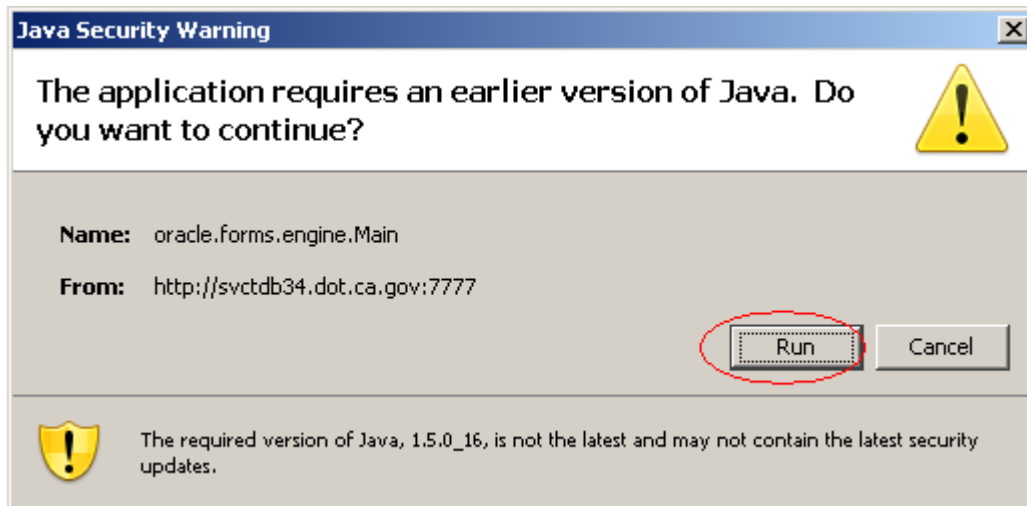 Java Security Warning
The application requires an earlier version of Java. Do
you want to continue?
Name: oracle.forms.engine.Main
From: http://svctdb34.dot.ca.gov:7777
Run Cancel
The required version of Java, 1.5.0_16, is not the latest and may not contain the latest security
updates.